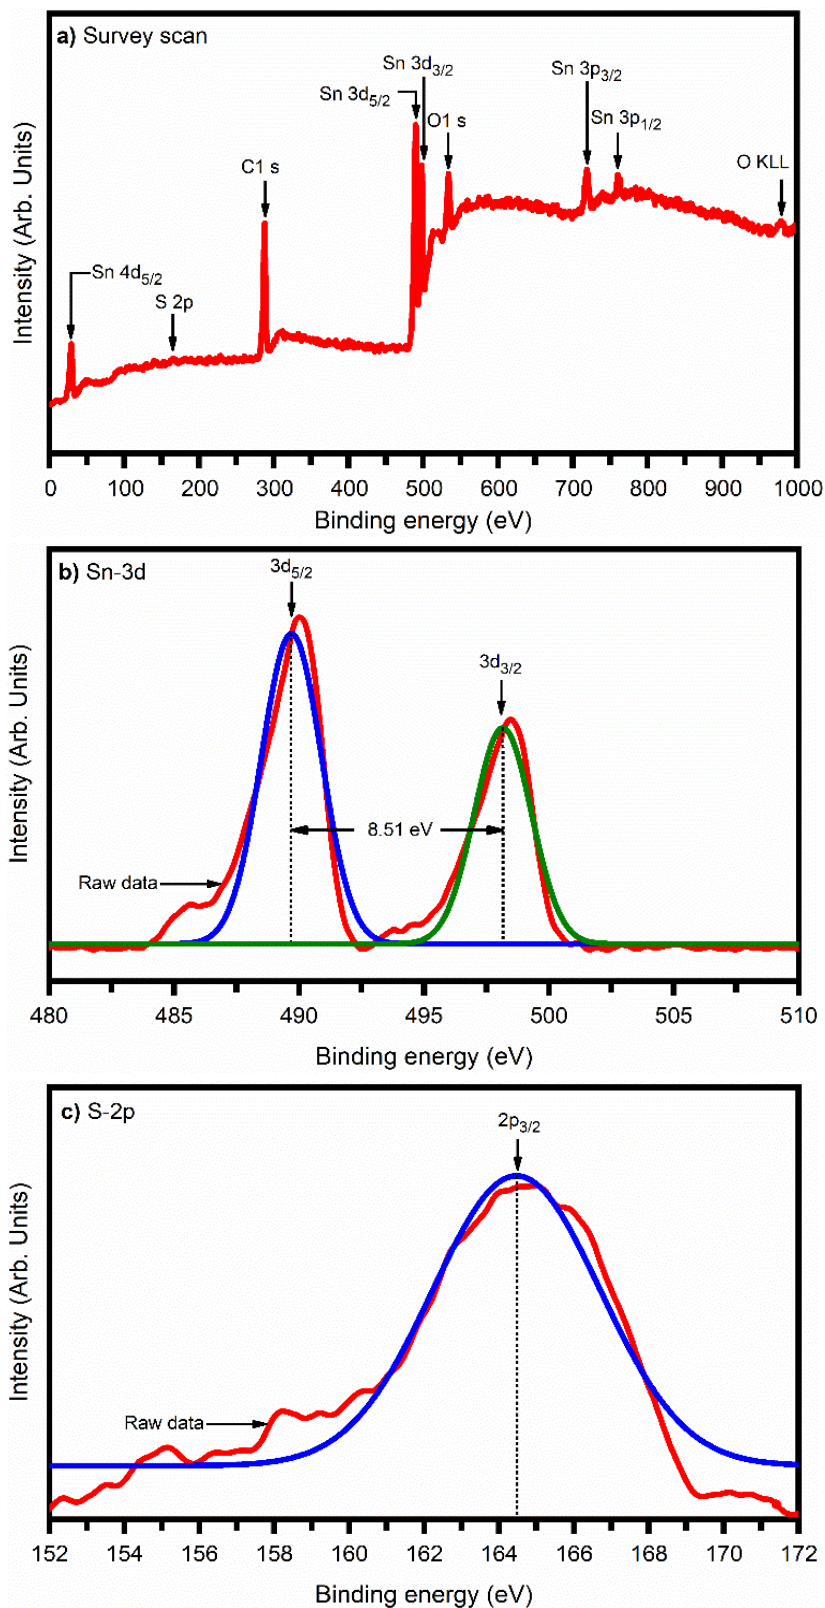 a) Survey scan
Sn 3d3/2
Sn 3d5/2
Sn 3p3/2
O1 s
Sn 3p1/2
C1 s
O KLL
Sn 4d5/2
S 2p
Intensity (Arb. Units)
0 100 200 300 400 500 600 700 800 900 1000
Binding energy (eV)
b) Sn-3d
3d5/2
3d3/2
8.51 eV
Raw data
Intensity (Arb. Units)
480 485 490 495 500 505 510
Binding energy (eV)
c) S-2p
2p3/2
Raw data
Intensity (Arb. Units)
152 154 156 158 160 162 164 166 168 170 172
Binding energy (eV)